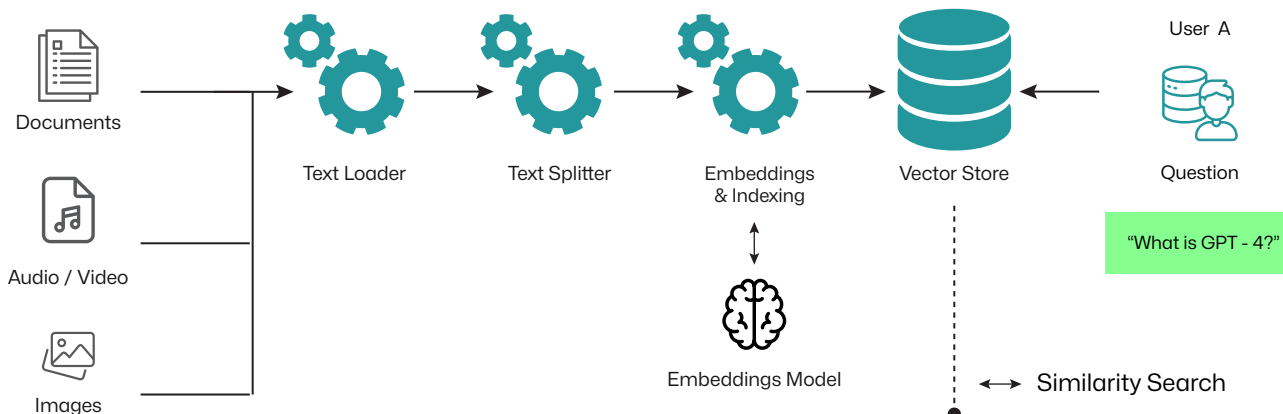 User A
Documents
Text Loader
Text Splitter
Embeddings
& Indexing
Vector Store
Question
“What is GPT - 4?”
Audio / Video
Embeddings Model
Similarity Search
Images